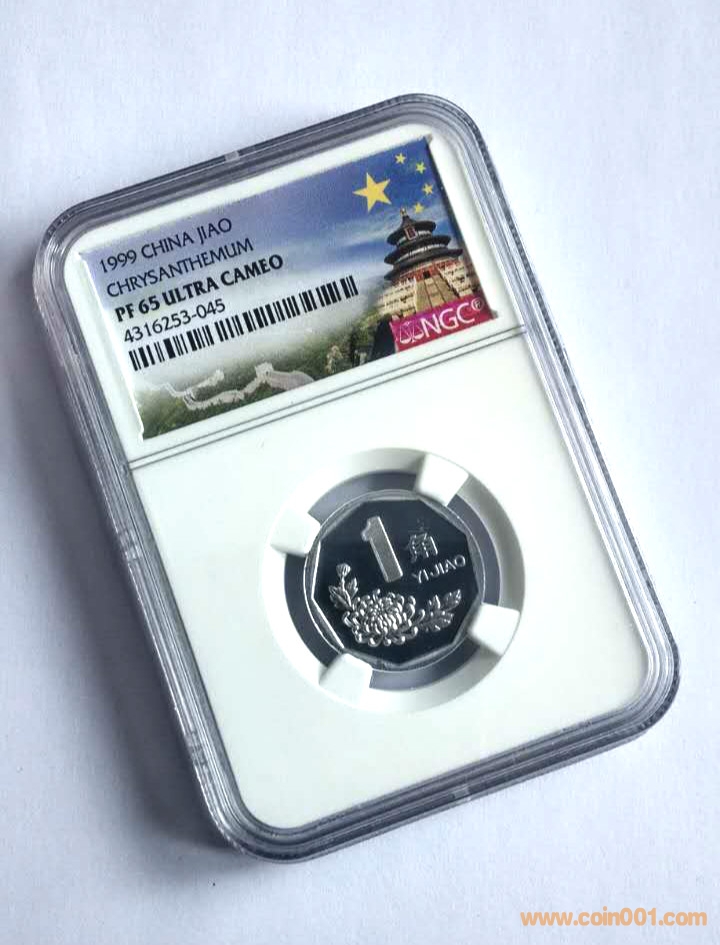 1999 CHINA JIAO
CHRYSANTHEMUM
PF 65 ULTRA CAMEO
4316253-045
NGC®
1角
YI JIAO
www.coin001.com